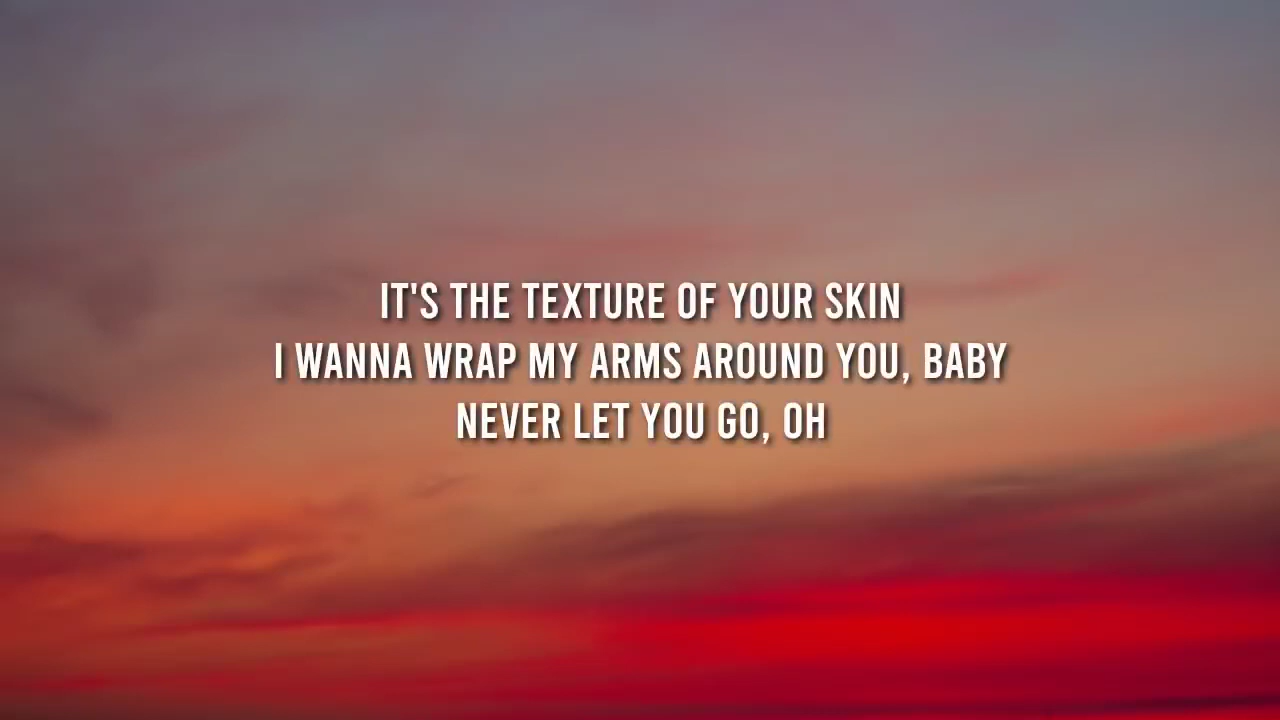 IT'S THE TEXTURE OF YOUR SKIN
I WANNA WRAP MY ARMS AROUND YOU, BABY
NEVER LET YOU GO, OH